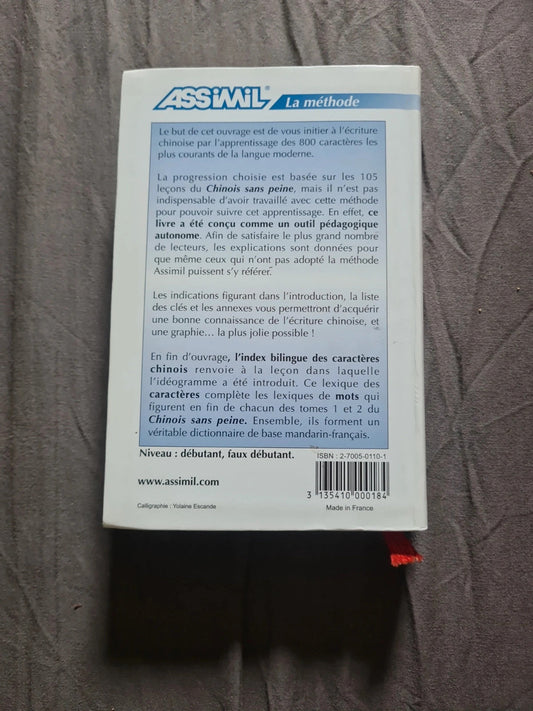 ASSiMiL® La méthode
Le but de cet ouvrage est de vous initier à l'écriture
chinoise par l'apprentissage des 800 caractères les
plus courants de la langue moderne.
La progression choisie est basée sur les 105
leçons du Chinois sans peine, mais il n'est pas
indispensable d'avoir travaillé avec cette méthode
pour pouvoir suivre cet apprentissage. En effet, ce
livre a été conçu comme un outil pédagogique
autonome. Afin de satisfaire le plus grand nombre
de lecteurs, les explications sont données pour
que même ceux qui n'ont pas adopté la méthode
Assimil puissent s'y référer.
Les indications figurant dans l'introduction, la liste
des clés et les annexes vous permettront d'acquérir
une bonne connaissance de l'écriture chinoise, et
une graphie... la plus jolie possible !
En fin d'ouvrage, l'index bilingue des caractères
chinois renvoie à la leçon dans laquelle
l'idéogramme a été introduit. Ce lexique des
caractères complète les lexiques de mots qui
figurent en fin de chacun des tomes 1 et 2 du
Chinois sans peine. Ensemble, ils forment un
véritable dictionnaire de base mandarin-français.
Niveau : débutant, faux débutant.
ISBN : 2-7005-0110-1
www.assimil.com
3 135410 000184
Calligraphie : Yolaine Escande
Made in France